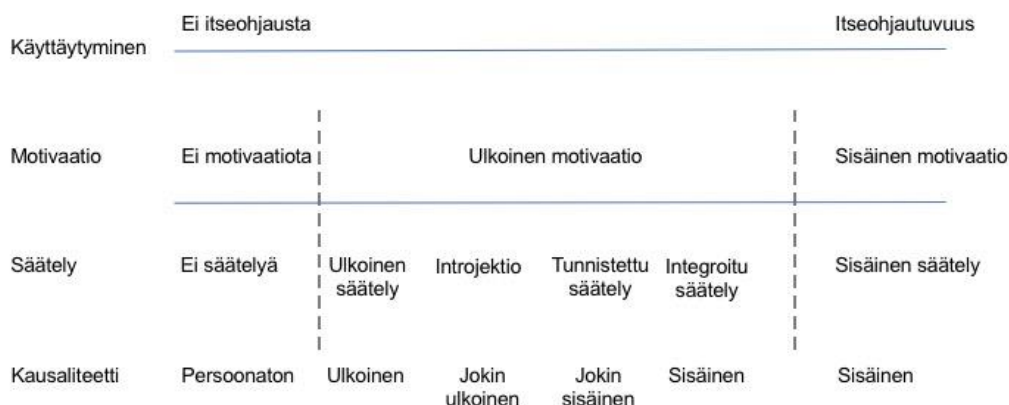 Ei itseohjausta Itseohjautuvuus
Käyttäytyminen
Motivaatio Ei motivaatiota Ulkoinen motivaatio Sisäinen motivaatio
Säätely Ei säätelyä Ulkoinen Introjektio Tunnistettu Integroitu Sisäinen säätely
säätely säätely säätely
Kausaliteetti Persoonaton Ulkoinen Jokin Jokin Sisäinen Sisäinen
ulkoinen sisäinen